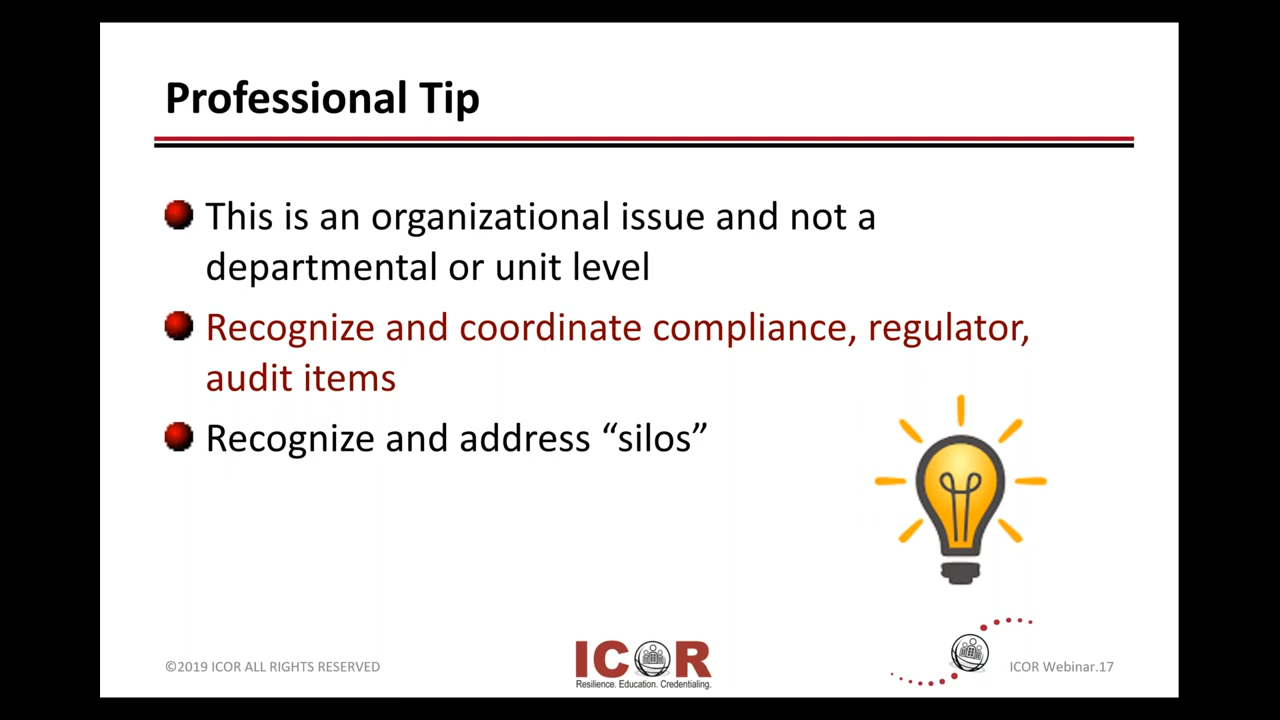 Professional Tip
This is an organizational issue and not a
departmental or unit level
Recognize and coordinate compliance, regulator,
audit items
Recognize and address “silos”
©2019 ICOR ALL RIGHTS RESERVED
ICOR
Resilience. Education. Credentialing.
ICOR Webinar.17